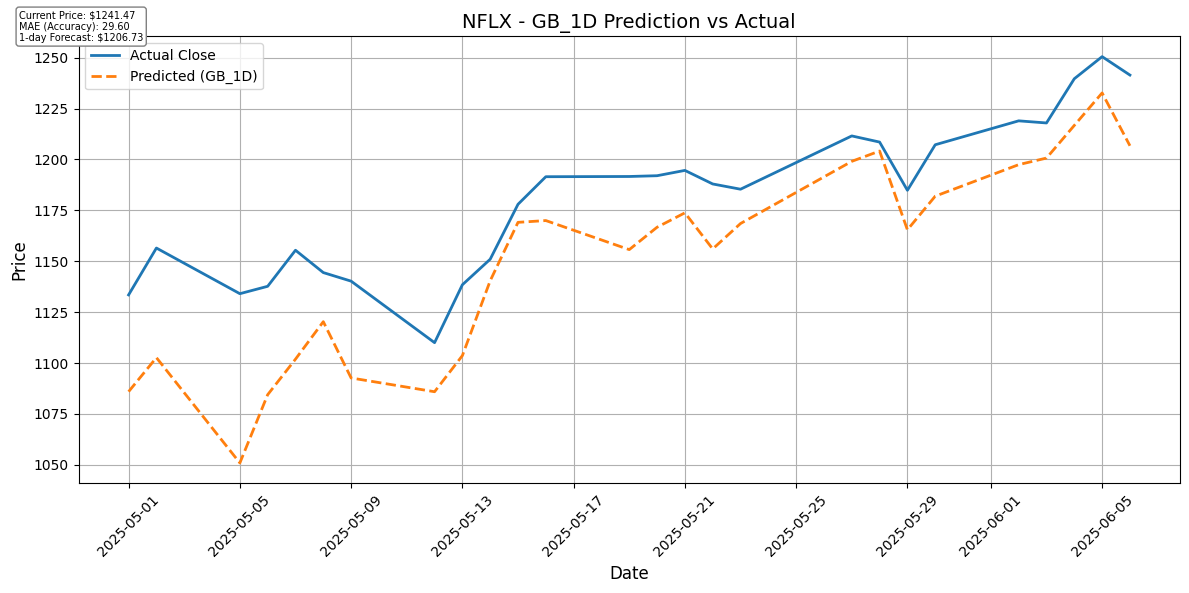 NFLX - GB_1D Prediction vs Actual
Current Price: $1241.47
MAE (Accuracy): 29.60
1-day Forecast: $1206.73
Actual Close
Predicted (GB_1D)
Price
1250
1225
1200
1175
1150
1125
1100
1075
1050
2025-05-01
2025-05-05
2025-05-09
2025-05-13
2025-05-17
2025-05-21
2025-05-25
2025-05-29
2025-06-01
2025-06-05
Date